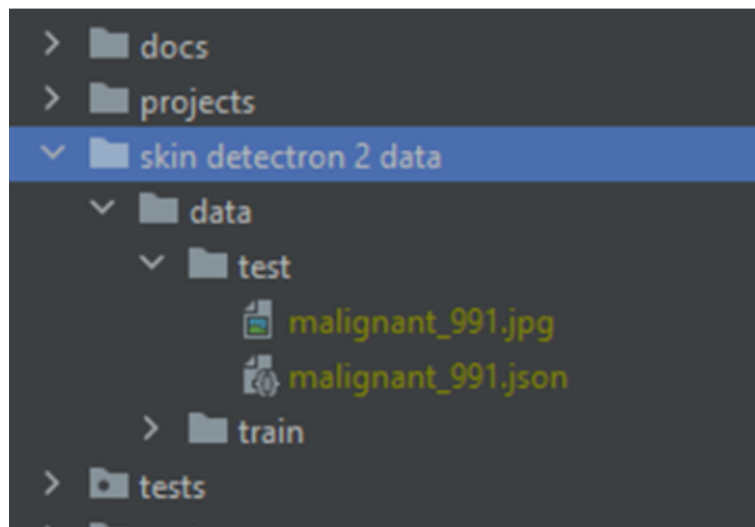 docs
projects
skin detectron 2 data
data
test
malignant_991.jpg
malignant_991.json
train
tests